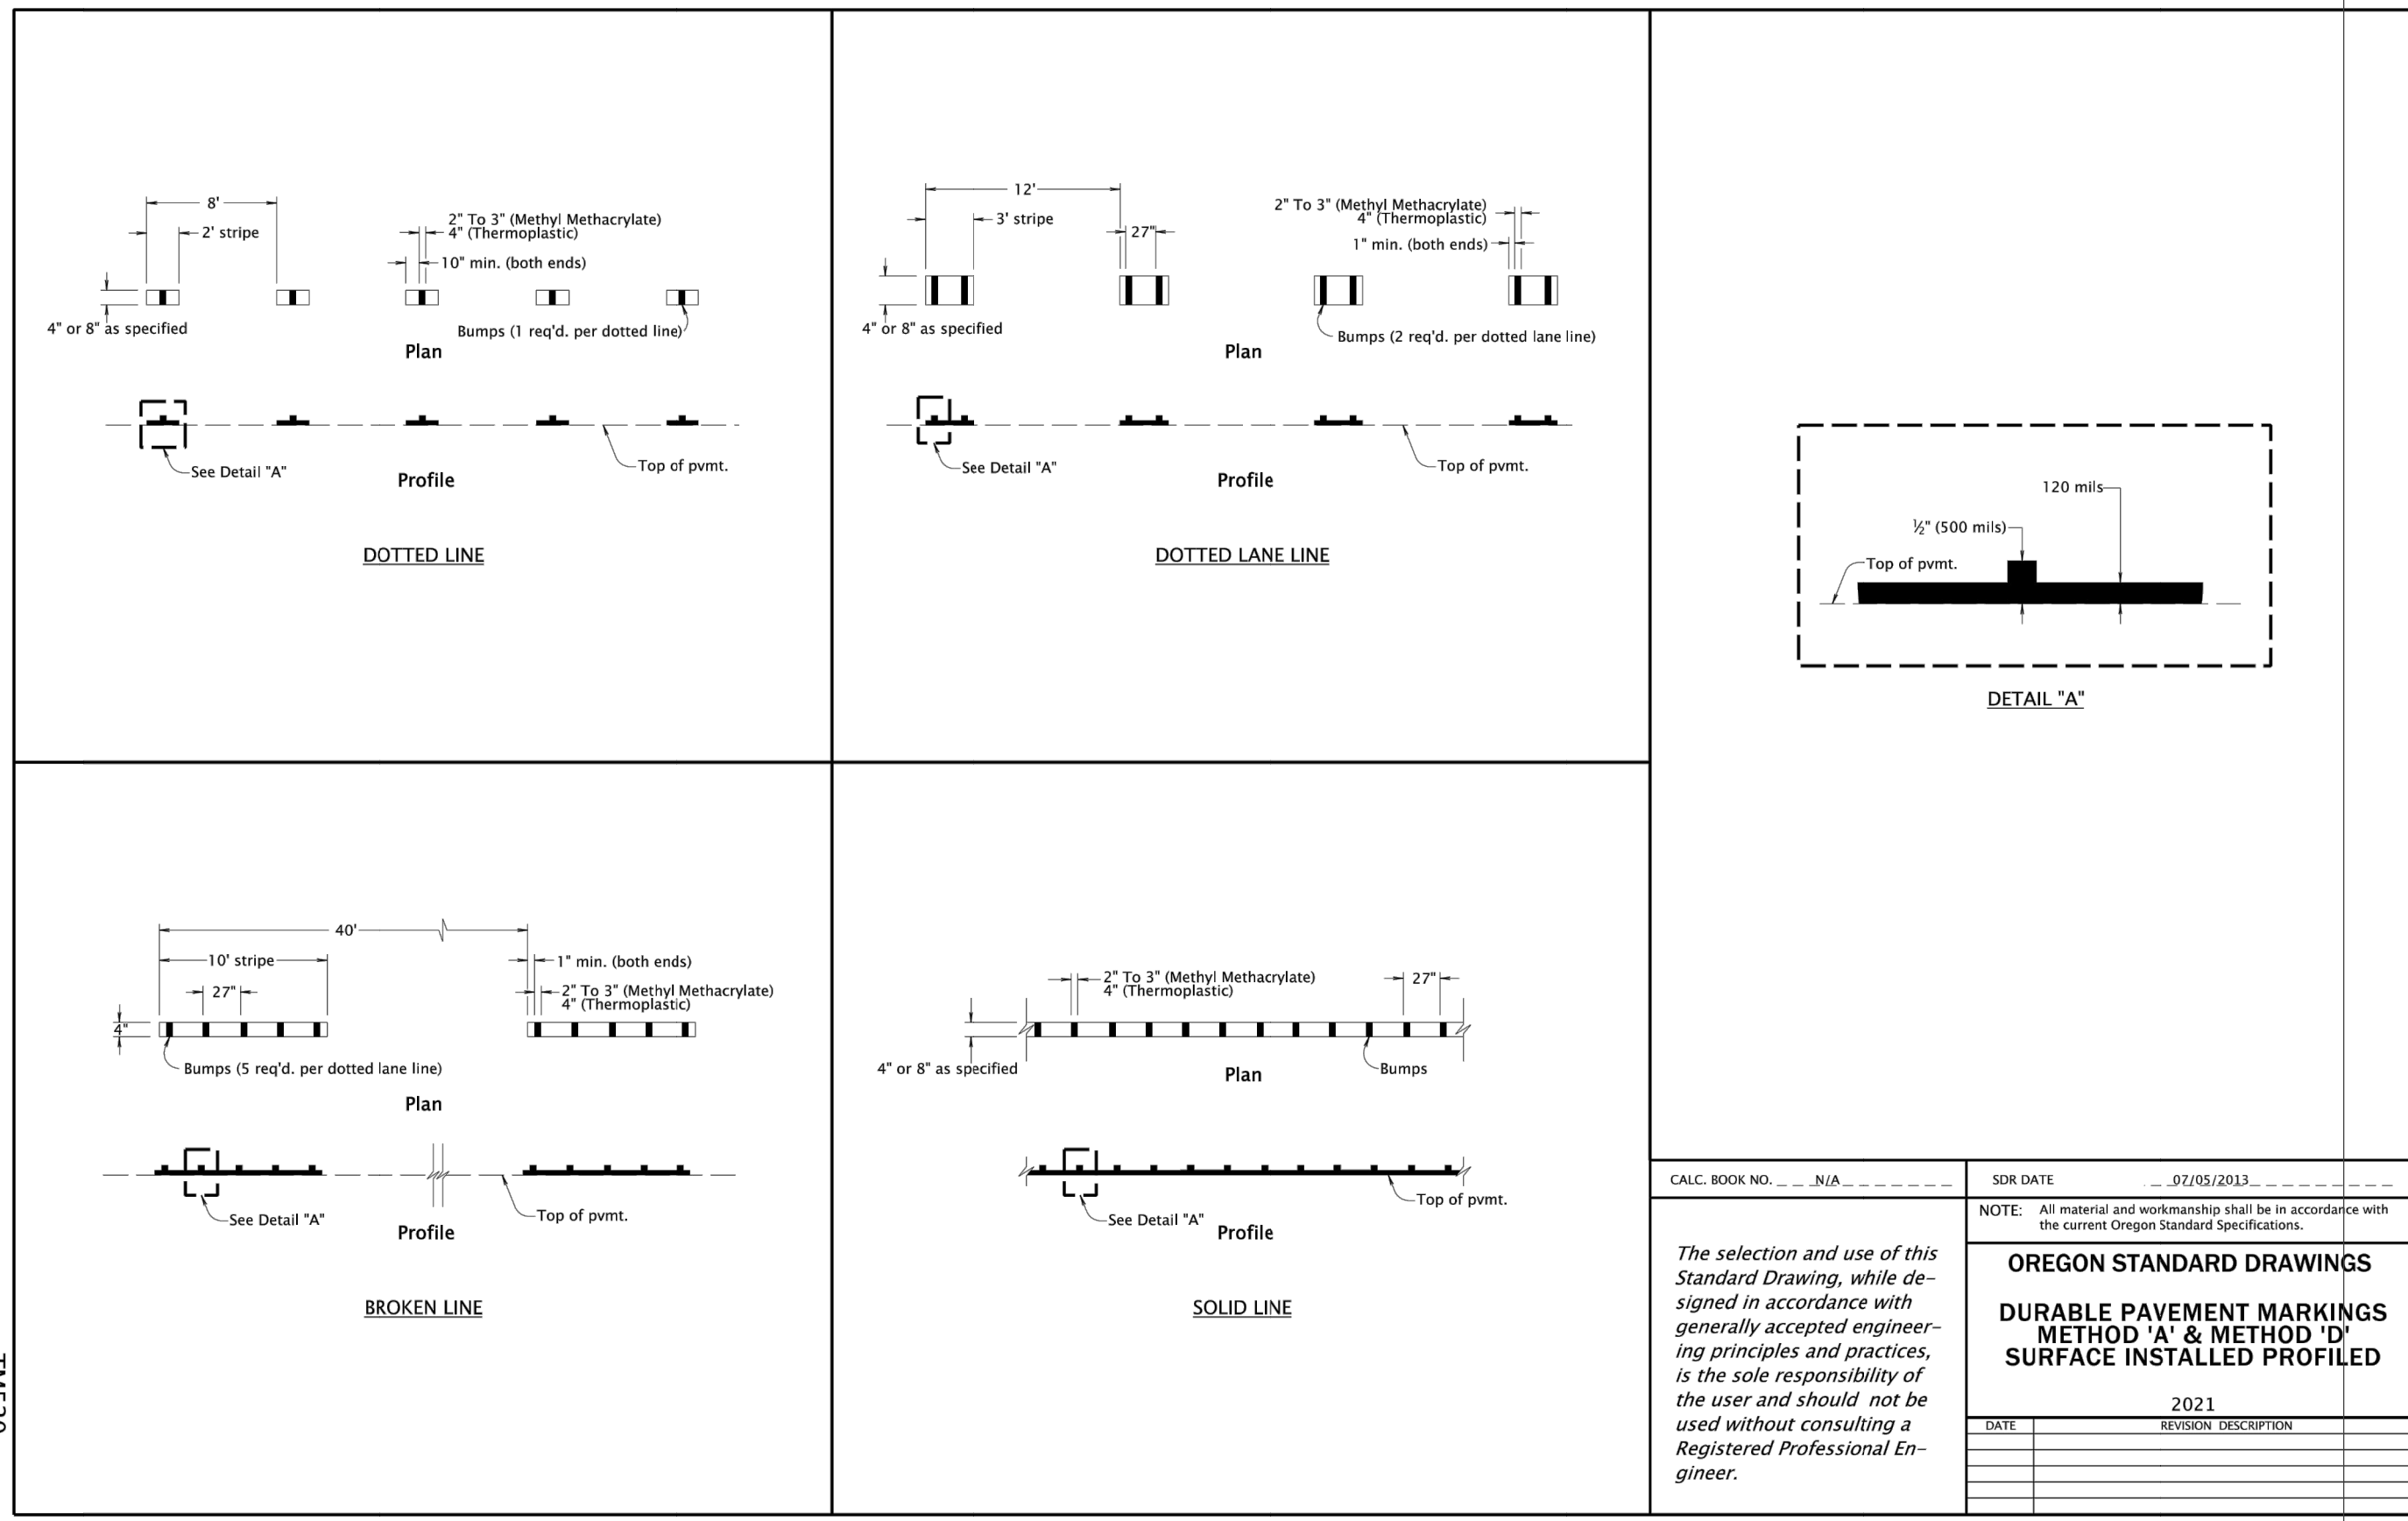 8'
2' stripe
2" To 3" (Methyl Methacrylate)
4" (Thermoplastic)
10" min. (both ends)
4" or 8" as specified
Bumps (1 req'd. per dotted line)
Plan
See Detail "A"
Top of pvmt.
Profile
DOTTED LINE
12'
3' stripe
27"
2" To 3" (Methyl Methacrylate)
4" (Thermoplastic)
1" min. (both ends)
4" or 8" as specified
Bumps (2 req'd. per dotted lane line)
Plan
See Detail "A"
Top of pvmt.
Profile
DOTTED LANE LINE
120 mils
½" (500 mils)
Top of pvmt.
DETAIL "A"
40'
10' stripe
27"
1" min. (both ends)
2" To 3" (Methyl Methacrylate)
4" (Thermoplastic)
4"
Bumps (5 req'd. per dotted lane line)
Plan
See Detail "A"
Top of pvmt.
Profile
BROKEN LINE
2" To 3" (Methyl Methacrylate)
4" (Thermoplastic)
27"
4" or 8" as specified
Bumps
Plan
See Detail "A"
Top of pvmt.
Profile
SOLID LINE
CALC. BOOK NO. N/A
SDR DATE 07/05/2013
NOTE: All material and workmanship shall be in accordance with
the current Oregon Standard Specifications.
The selection and use of this
Standard Drawing, while de-
signed in accordance with
generally accepted engineer-
ing principles and practices,
is the sole responsibility of
the user and should not be
used without consulting a
Registered Professional En-
gineer.
OREGON STANDARD DRAWINGS
DURABLE PAVEMENT MARKINGS
METHOD 'A' & METHOD 'D'
SURFACE INSTALLED PROFILED
2021
DATE
REVISION DESCRIPTION